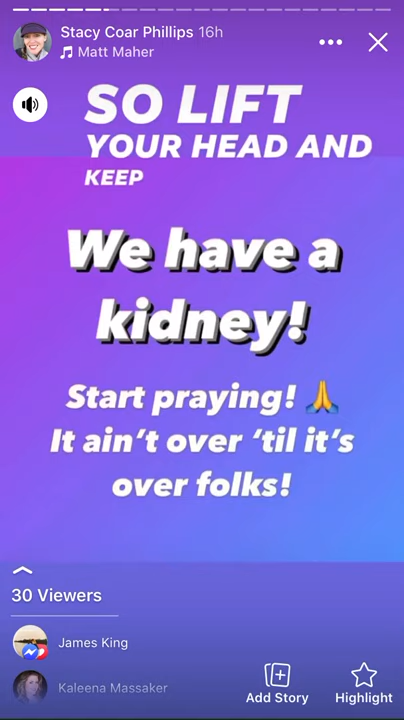 Stacy Coar Phillips 16h
Matt Maher
SO LIFT
YOUR HEAD AND
KEEP
We have a
kidney!
Start praying! 🙏
It ain't over 'til it's
over folks!
30 Viewers
James King
Kaleena Massaker
Add Story
Highlight